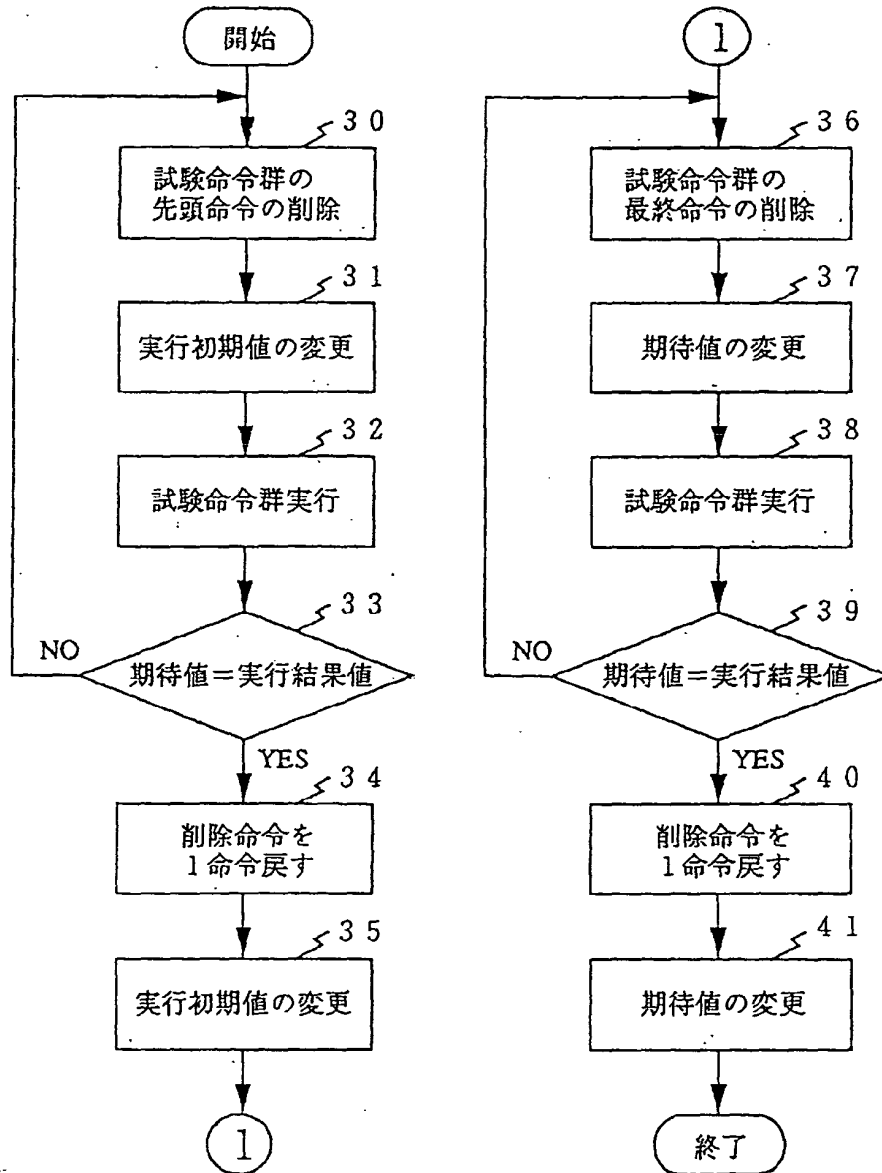 開始
30
試験命令群の
先頭命令の削除
31
実行初期値の変更
32
試験命令群実行
33
NO
期待値=実行結果値
YES
34
削除命令を
1命令戻す
35
実行初期値の変更
1
1
36
試験命令群の
最終命令の削除
37
期待値の変更
38
試験命令群実行
39
NO
期待値=実行結果値
YES
40
削除命令を
1命令戻す
41
期待値の変更
終了